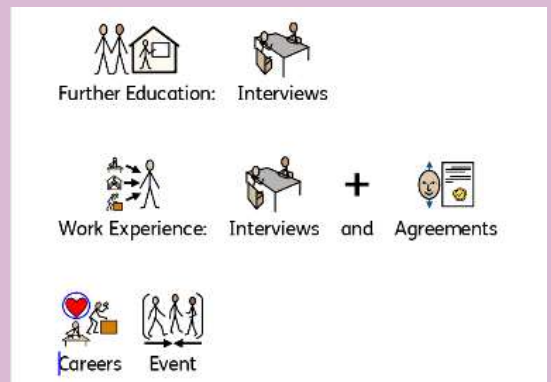 Further Education: Interviews
+
Work Experience: Interviews and Agreements
Careers Event